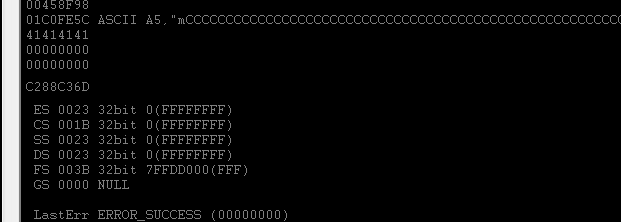 00458F98
01C0FE5C ASCII A5,"mCCCCCCCCCCCCCCCCCCCCCCCCCCCCCCCCCCCCCCCCCCCCCCCCCCCCCCCCCCCC
41414141
00000000
00000000
C288C36D
ES 0023 32bit 0(FFFFFFFF)
CS 001B 32bit 0(FFFFFFFF)
SS 0023 32bit 0(FFFFFFFF)
DS 0023 32bit 0(FFFFFFFF)
FS 003B 32bit 7FFDD000(FFF)
GS 0000 NULL
LastErr ERROR_SUCCESS (00000000)